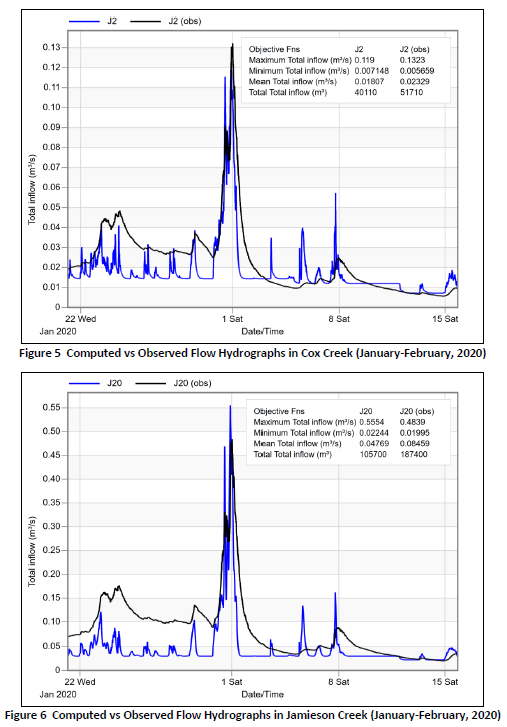 J2 J2 (obs)
0.13
0.12
0.11
0.10
0.09
0.08
0.07
0.06
0.05
0.04
0.03
0.02
0.01
0
Total inflow (m³/s)
Objective Fns J2 J2 (obs)
Maximum Total inflow (m³/s) 0.119 0.1323
Minimum Total inflow (m³/s) 0.007148 0.005659
Mean Total inflow (m³/s) 0.01807 0.02329
Total Total inflow (m³) 40110 51710
22 Wed 1 Sat 8 Sat 15 Sat
Jan 2020 Date/Time
Figure 5 Computed vs Observed Flow Hydrographs in Cox Creek (January-February, 2020)
J20 J20 (obs)
0.55
0.50
0.45
0.40
0.35
0.30
0.25
0.20
0.15
0.10
0.05
0
Total inflow (m³/s)
Objective Fns J20 J20 (obs)
Maximum Total inflow (m³/s) 0.5554 0.4839
Minimum Total inflow (m³/s) 0.02244 0.01995
Mean Total inflow (m³/s) 0.04769 0.08459
Total Total inflow (m³) 105700 187400
22 Wed 1 Sat 8 Sat 15 Sat
Jan 2020 Date/Time
Figure 6 Computed vs Observed Flow Hydrographs in Jamieson Creek (January-February, 2020)